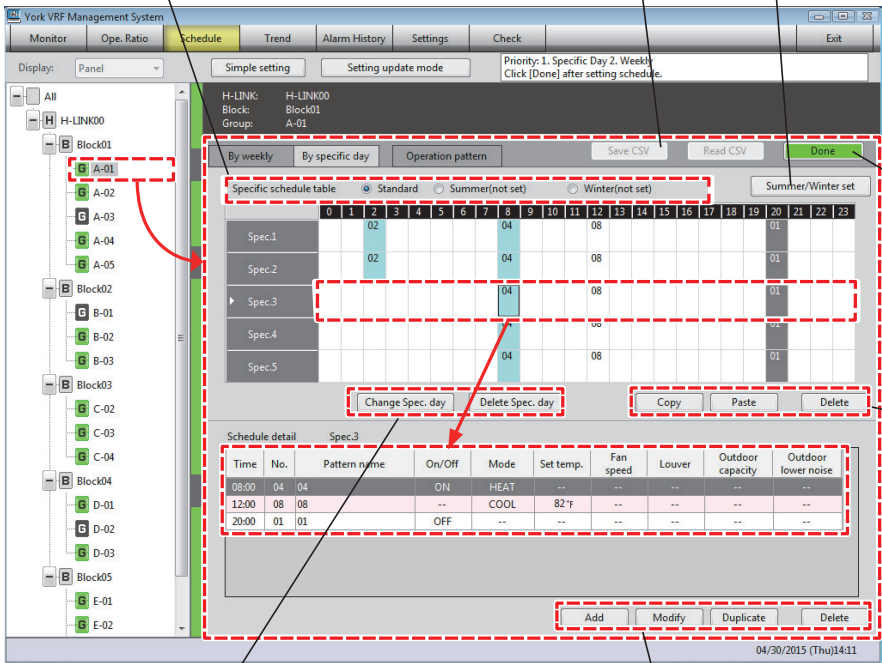 York VRF Management System
Monitor Ope. Ratio Schedule Trend Alarm History Settings Check Exit
Display: Panel Simple setting Setting update mode
Priority: 1. Specific Day 2. Weekly
Click [Done] after setting schedule.
All
H H-LINK00
B Block01
G A-01
G A-02
G A-03
G A-04
G A-05
B Block02
G B-01
G B-02
G B-03
B Block03
G C-02
G C-03
G C-04
B Block04
G D-01
G D-02
G D-03
B Block05
G E-01
G E-02
H-LINK: H-LINK00
Block: Block01
Group: A-01
By weekly By specific day Operation pattern Save CSV Read CSV Done
Specific schedule table Standard Summer(not set) Winter(not set) Summer/Winter set
0 1 2 3 4 5 6 7 8 9 10 11 12 13 14 15 16 17 18 19 20 21 22 23
Spec.1 02 04 08 01
Spec.2 02 04 08 01
Spec.3 04 08 01
Spec.4 04 08 01
Spec.5 04 08 01
Change Spec. day Delete Spec. day Copy Paste Delete
Schedule detail Spec.3
Time No. Pattern name On/Off Mode Set temp. Fan speed Louver Outdoor capacity Outdoor lower noise
08:00 04 04 ON HEAT -- -- -- -- --
12:00 08 08 -- COOL 82°F -- -- -- --
20:00 01 01 OFF -- -- -- -- -- --
Add Modify Duplicate Delete
04/30/2015 (Thu)14:11